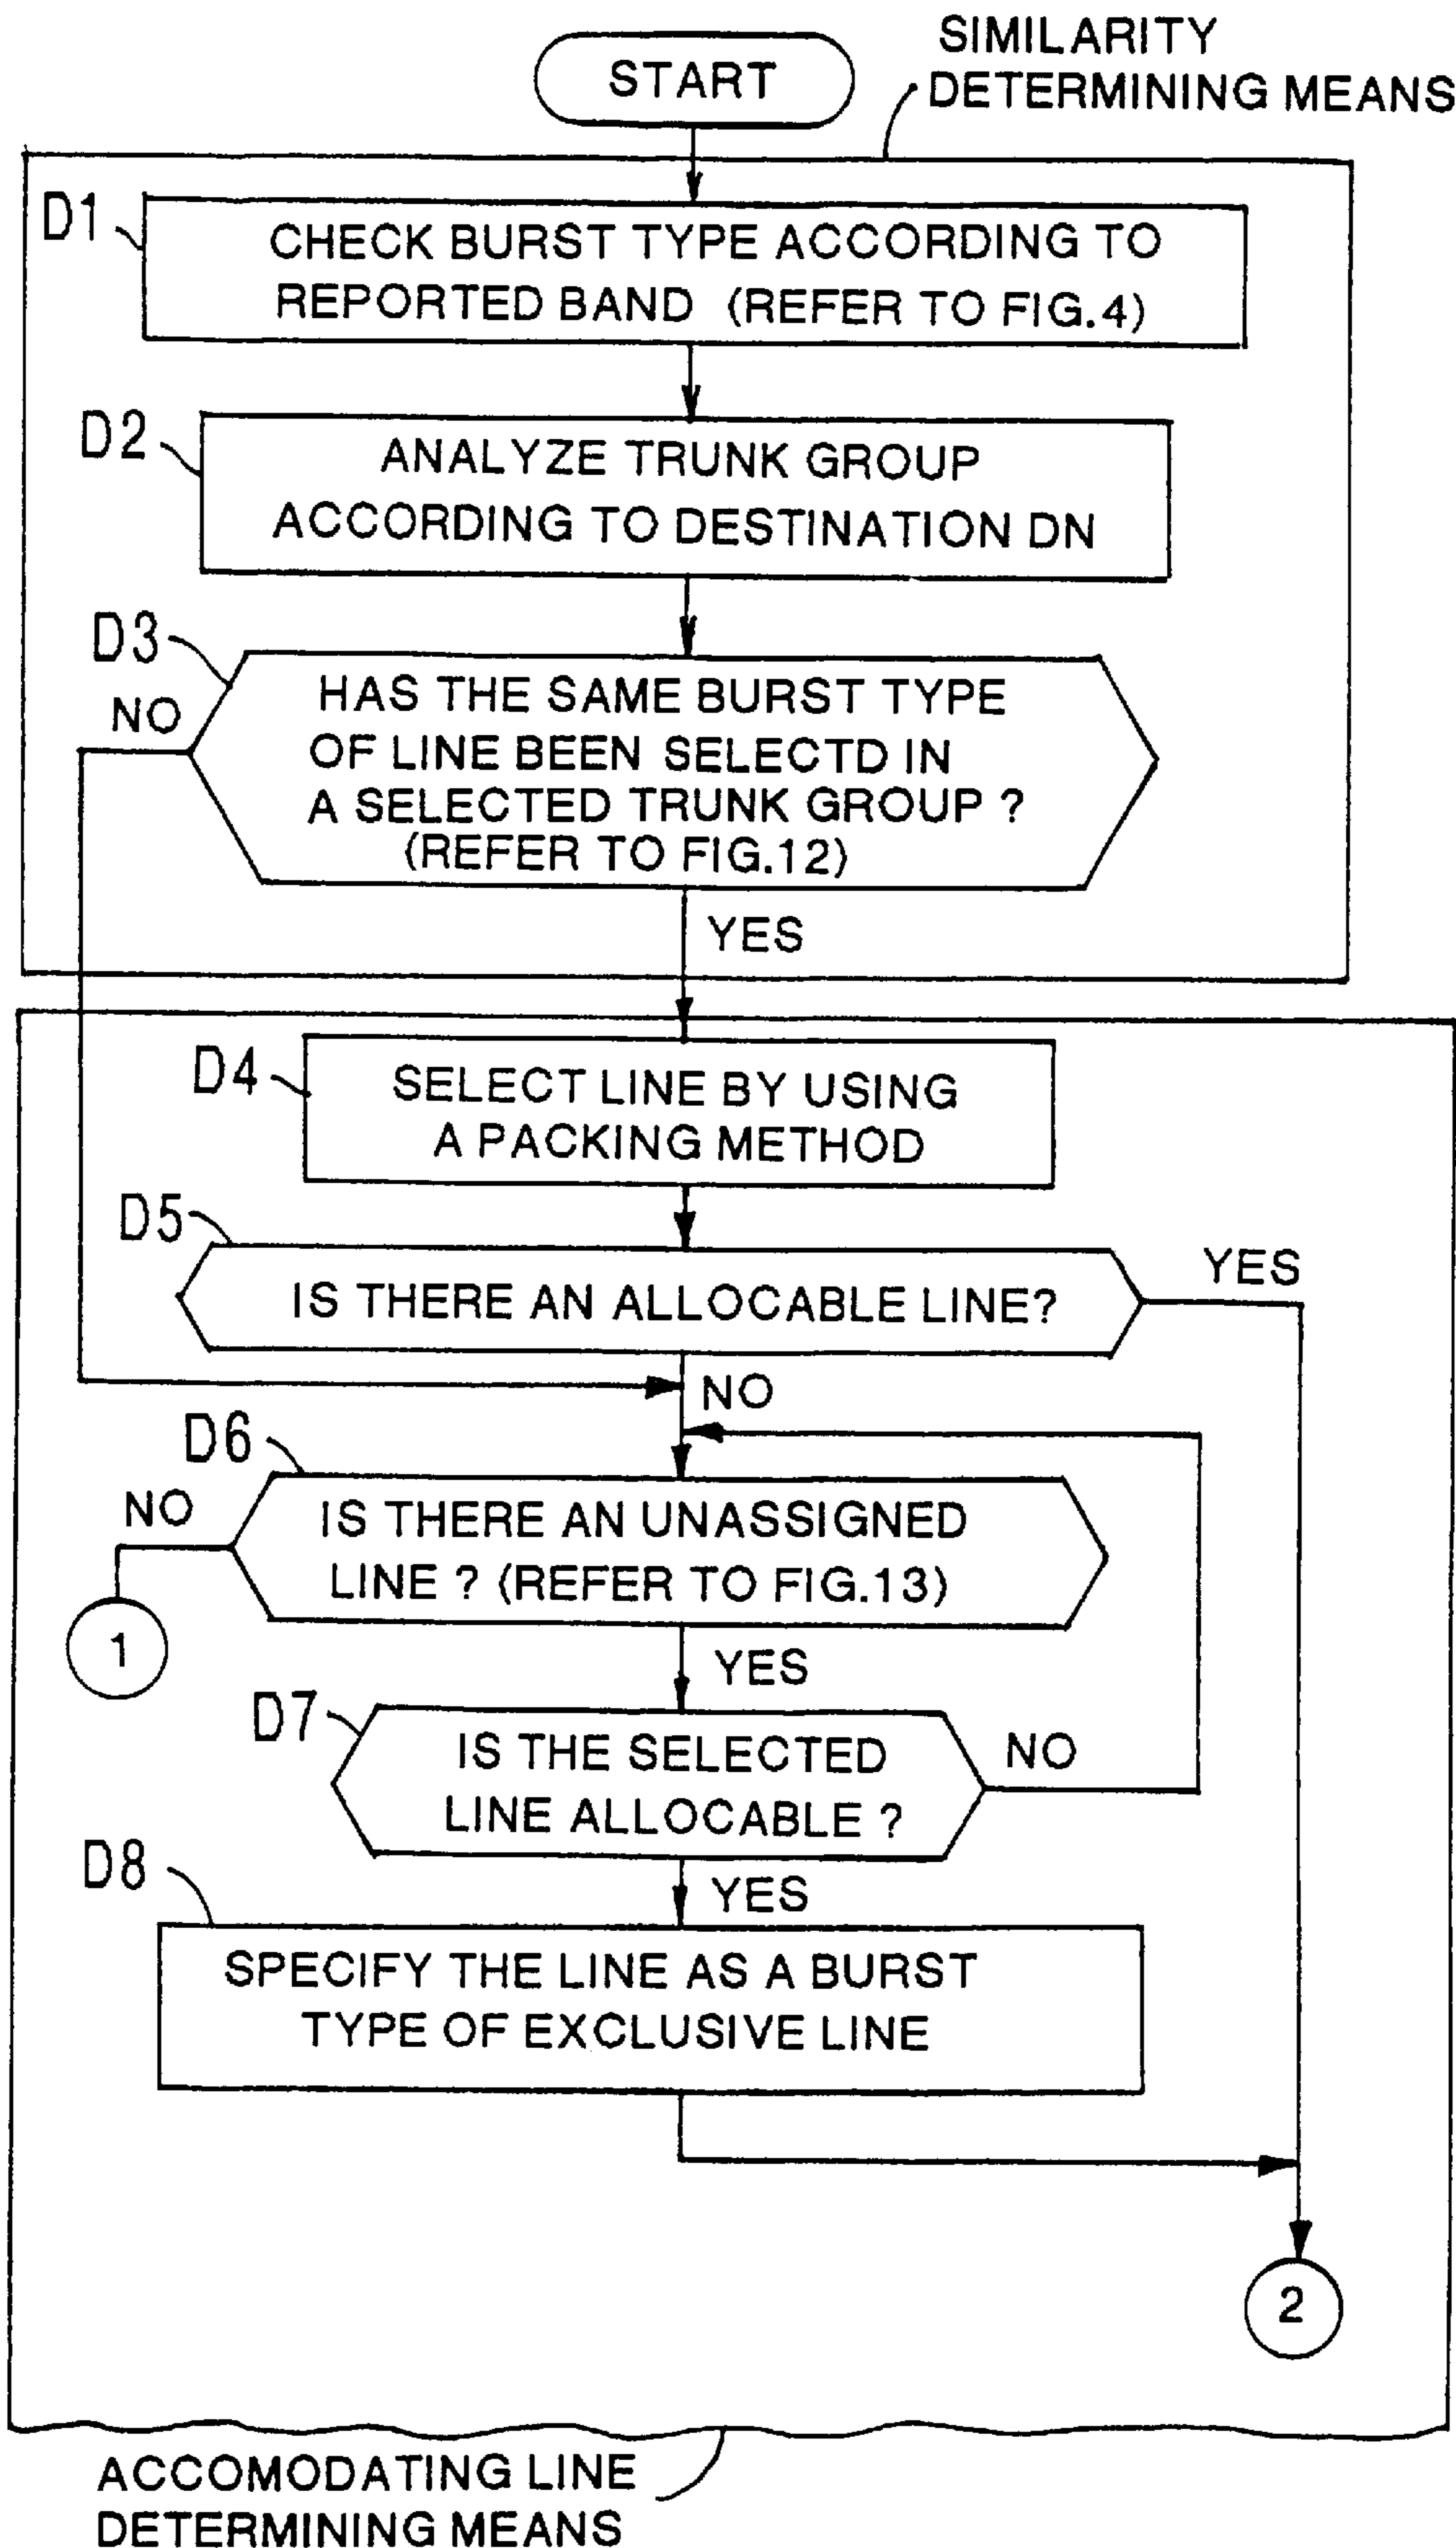 SIMILARITY
DETERMINING MEANS
START
D1
CHECK BURST TYPE ACCORDING TO
REPORTED BAND (REFER TO FIG.4)
D2
ANALYZE TRUNK GROUP
ACCORDING TO DESTINATION DN
D3
NO
HAS THE SAME BURST TYPE
OF LINE BEEN SELECTD IN
A SELECTED TRUNK GROUP ?
(REFER TO FIG.12)
YES
D4
SELECT LINE BY USING
A PACKING METHOD
D5
IS THERE AN ALLOCABLE LINE?
YES
NO
D6
NO
IS THERE AN UNASSIGNED
LINE ? (REFER TO FIG.13)
1
YES
D7
IS THE SELECTED
LINE ALLOCABLE ?
NO
YES
D8
SPECIFY THE LINE AS A BURST
TYPE OF EXCLUSIVE LINE
2
ACCOMODATING LINE
DETERMINING MEANS